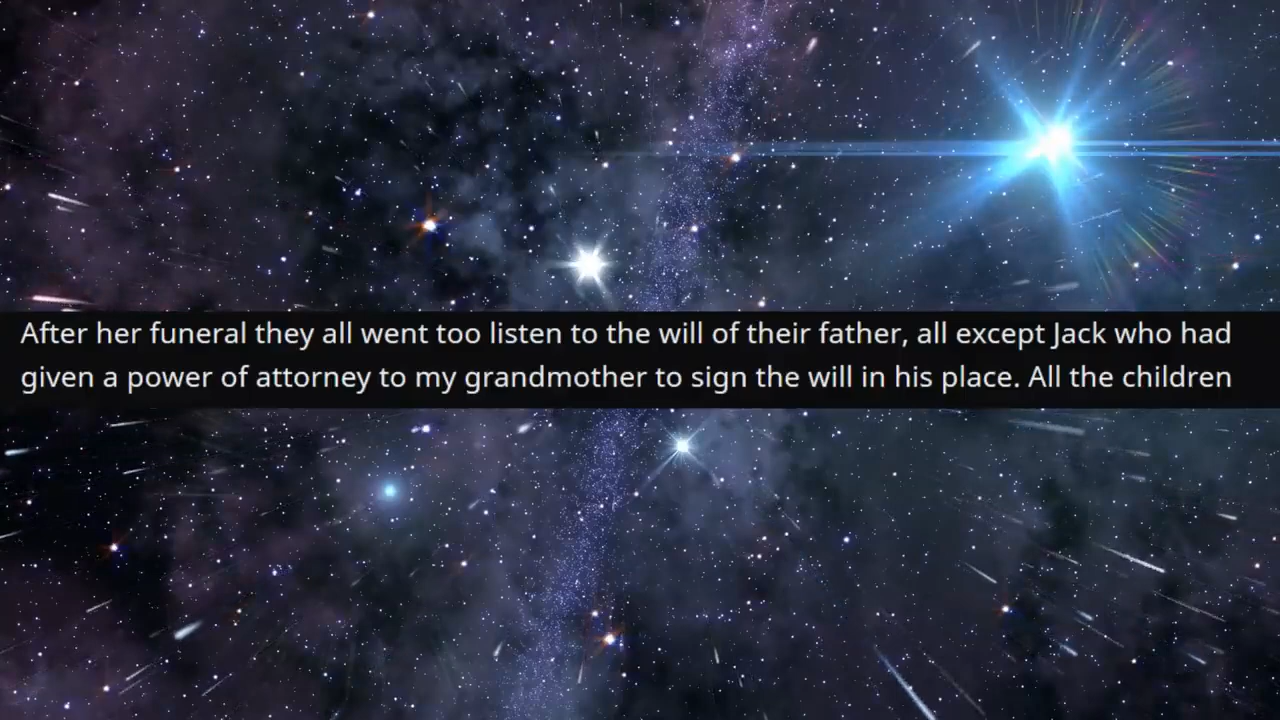 After her funeral they all went too listen to the will of their father, all except Jack who had
given a power of attorney to my grandmother to sign the will in his place. All the children